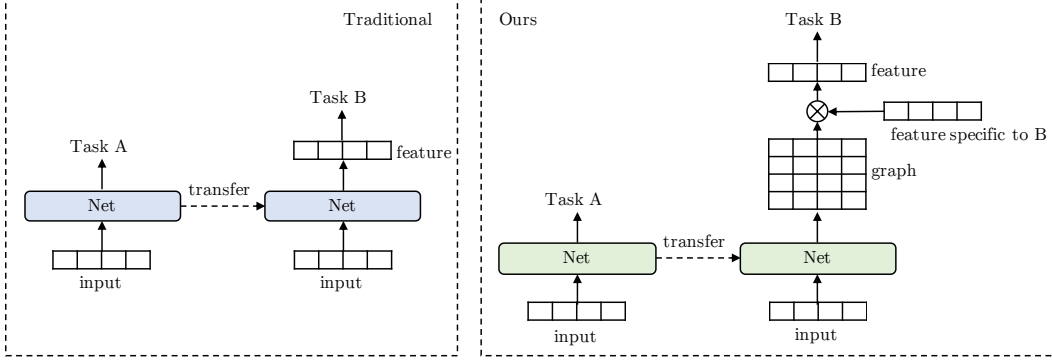 Traditional
Task B
Task A
feature
transfer
Net
Net
input
input
Ours
Task B
feature
feature specific to B
graph
Task A
transfer
Net
Net
input
input